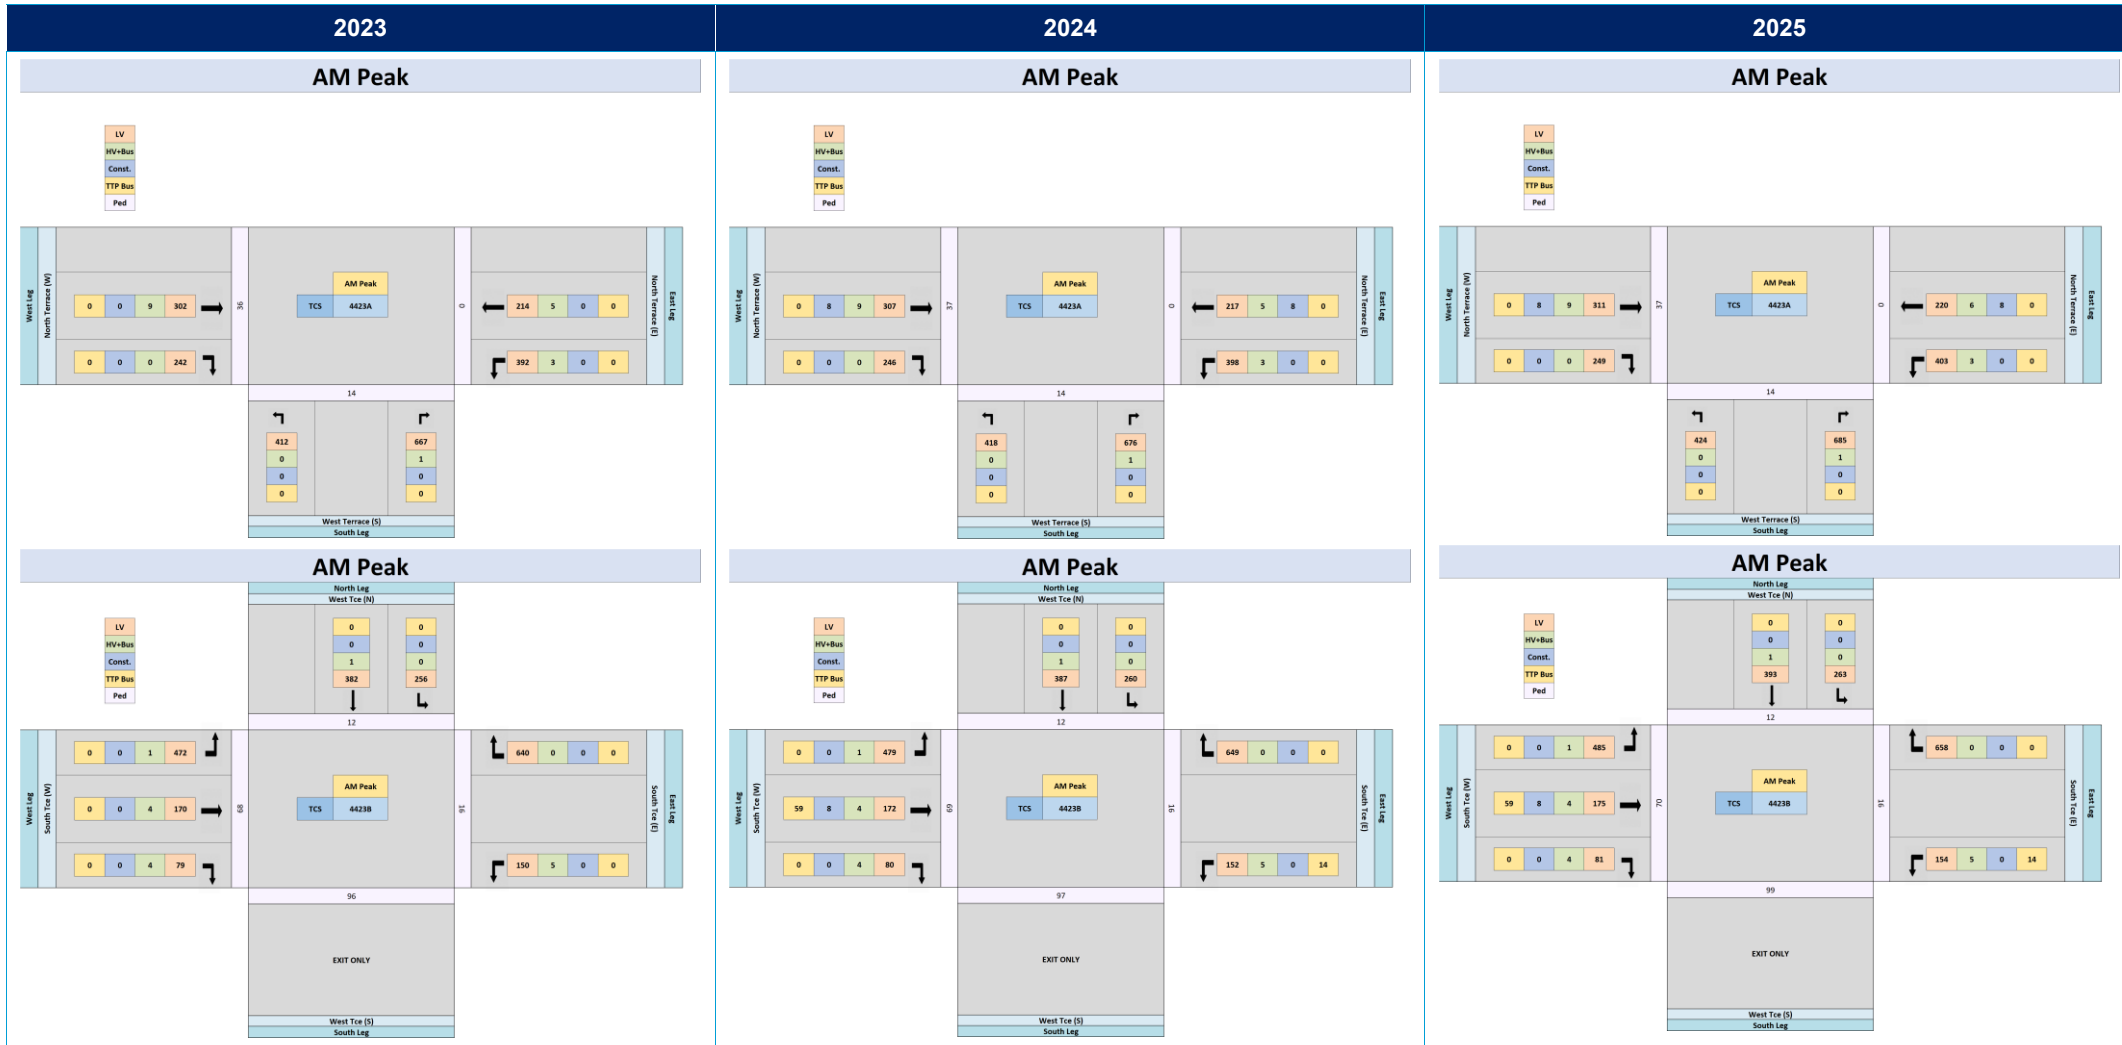 2023
2024
2025
AM Peak
AM Peak
AM Peak
LV
HV+Bus
Const.
TTP Bus
Ped
LV
HV+Bus
Const.
TTP Bus
Ped
LV
HV+Bus
Const.
TTP Bus
Ped
West Leg
North Terrace (W)
0 0 9 302
0 0 0 242
36
AM Peak
TCS 4423A
0
214 5 0 0
392 3 0 0
North Terrace (E)
East Leg
14
412
0
0
0
667
1
0
0
West Terrace (S)
South Leg
West Leg
North Terrace (W)
0 8 9 307
0 0 0 246
37
AM Peak
TCS 4423A
0
217 5 8 0
398 3 0 0
North Terrace (E)
East Leg
14
418
0
0
0
676
1
0
0
West Terrace (S)
South Leg
West Leg
North Terrace (W)
0 8 9 311
0 0 0 249
37
AM Peak
TCS 4423A
0
220 6 8 0
403 3 0 0
North Terrace (E)
East Leg
14
424
0
0
0
685
1
0
0
West Terrace (S)
South Leg
AM Peak
North Leg
West Tce (N)
LV
HV+Bus
Const.
TTP Bus
Ped
0
0
1
382
0
0
0
256
12
West Leg
South Tce (W)
0 0 1 472
0 0 4 170
0 0 4 79
68
AM Peak
TCS 4423B
16
640 0 0 0
150 5 0 0
South Tce (E)
East Leg
96
EXIT ONLY
West Tce (S)
South Leg
AM Peak
North Leg
West Tce (N)
LV
HV+Bus
Const.
TTP Bus
Ped
0
0
1
387
0
0
0
260
12
West Leg
South Tce (W)
0 0 1 479
59 8 4 172
0 0 4 80
69
AM Peak
TCS 4423B
16
649 0 0 0
152 5 0 14
South Tce (E)
East Leg
97
EXIT ONLY
West Tce (S)
South Leg
AM Peak
North Leg
West Tce (N)
LV
HV+Bus
Const.
TTP Bus
Ped
0
0
1
393
0
0
0
263
12
West Leg
South Tce (W)
0 0 1 485
59 8 4 175
0 0 4 81
70
AM Peak
TCS 4423B
16
658 0 0 0
154 5 0 14
South Tce (E)
East Leg
99
EXIT ONLY
West Tce (S)
South Leg